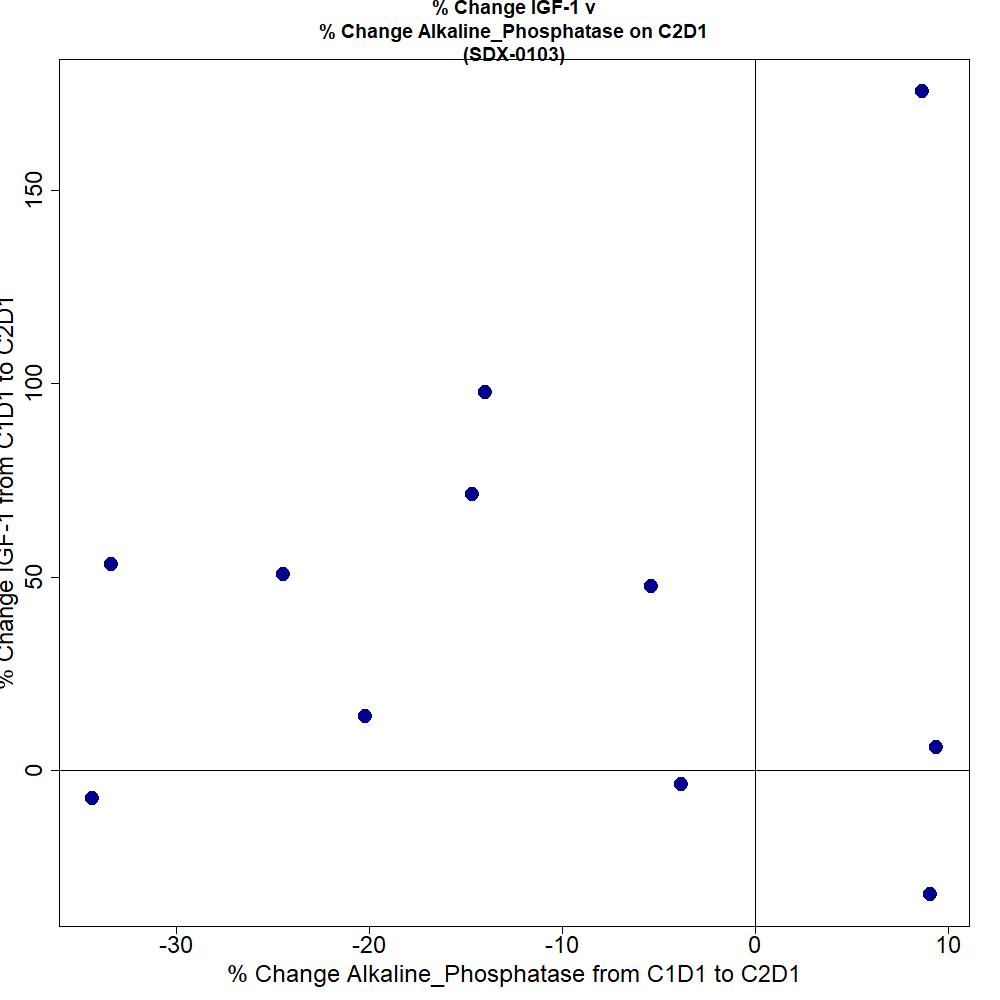 % Change IGF-1 v
% Change Alkaline_Phosphatase on C2D1
(SDX-0103)
% Change IGF-1 from C1D1 to C2D1
150
100
50
0
-30
-20
-10
0
10
% Change Alkaline_Phosphatase from C1D1 to C2D1